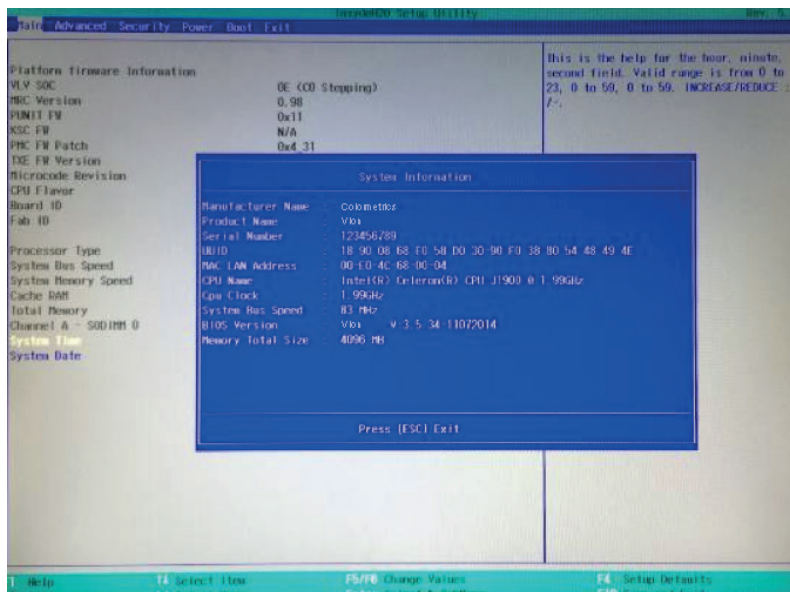 InsydeH20 Setup Utility Rev. 5.
Main Advanced Security Power Boot Exit
Platform firmware Information
VLV SOC 0E (C0 Stepping)
MRC Version 0.98
PUNIT FW 0x11
KSC FW N/A
PMC FW Patch 0x4_31
TXE FW Version
Microcode Revision
CPU Flavor
Board ID
Fab ID
Processor Type
System Bus Speed
System Memory Speed
Cache RAM
Total Memory
Channel A - SODIMM 0
System Time
System Date
This is the help for the hour, minute,
second field. Valid range is from 0 to
23, 0 to 59, 0 to 59. INCREASE/REDUCE :
/-.
System Information
Manufacturer Name : Colometrics
Product Name :
Serial Number : 123456789
UUID : 18 90 08 68 F0 58 D0 30-90 F0 38 80 54 48 49 4E
MAC LAN Address : 00-E0-4C-68-00-04
CPU Name : Intel(R) Celeron(R) CPU J1900 @ 1.99GHz
Cpu Clock : 1.99GHz
System Bus Speed : 83 MHz
BIOS Version : V 3.5 34-11072014
Memory Total Size : 4096 MB
Press [ESC] Exit
Help ↑↓ Select Item F5/F6 Change Values F4 Setup Defaults